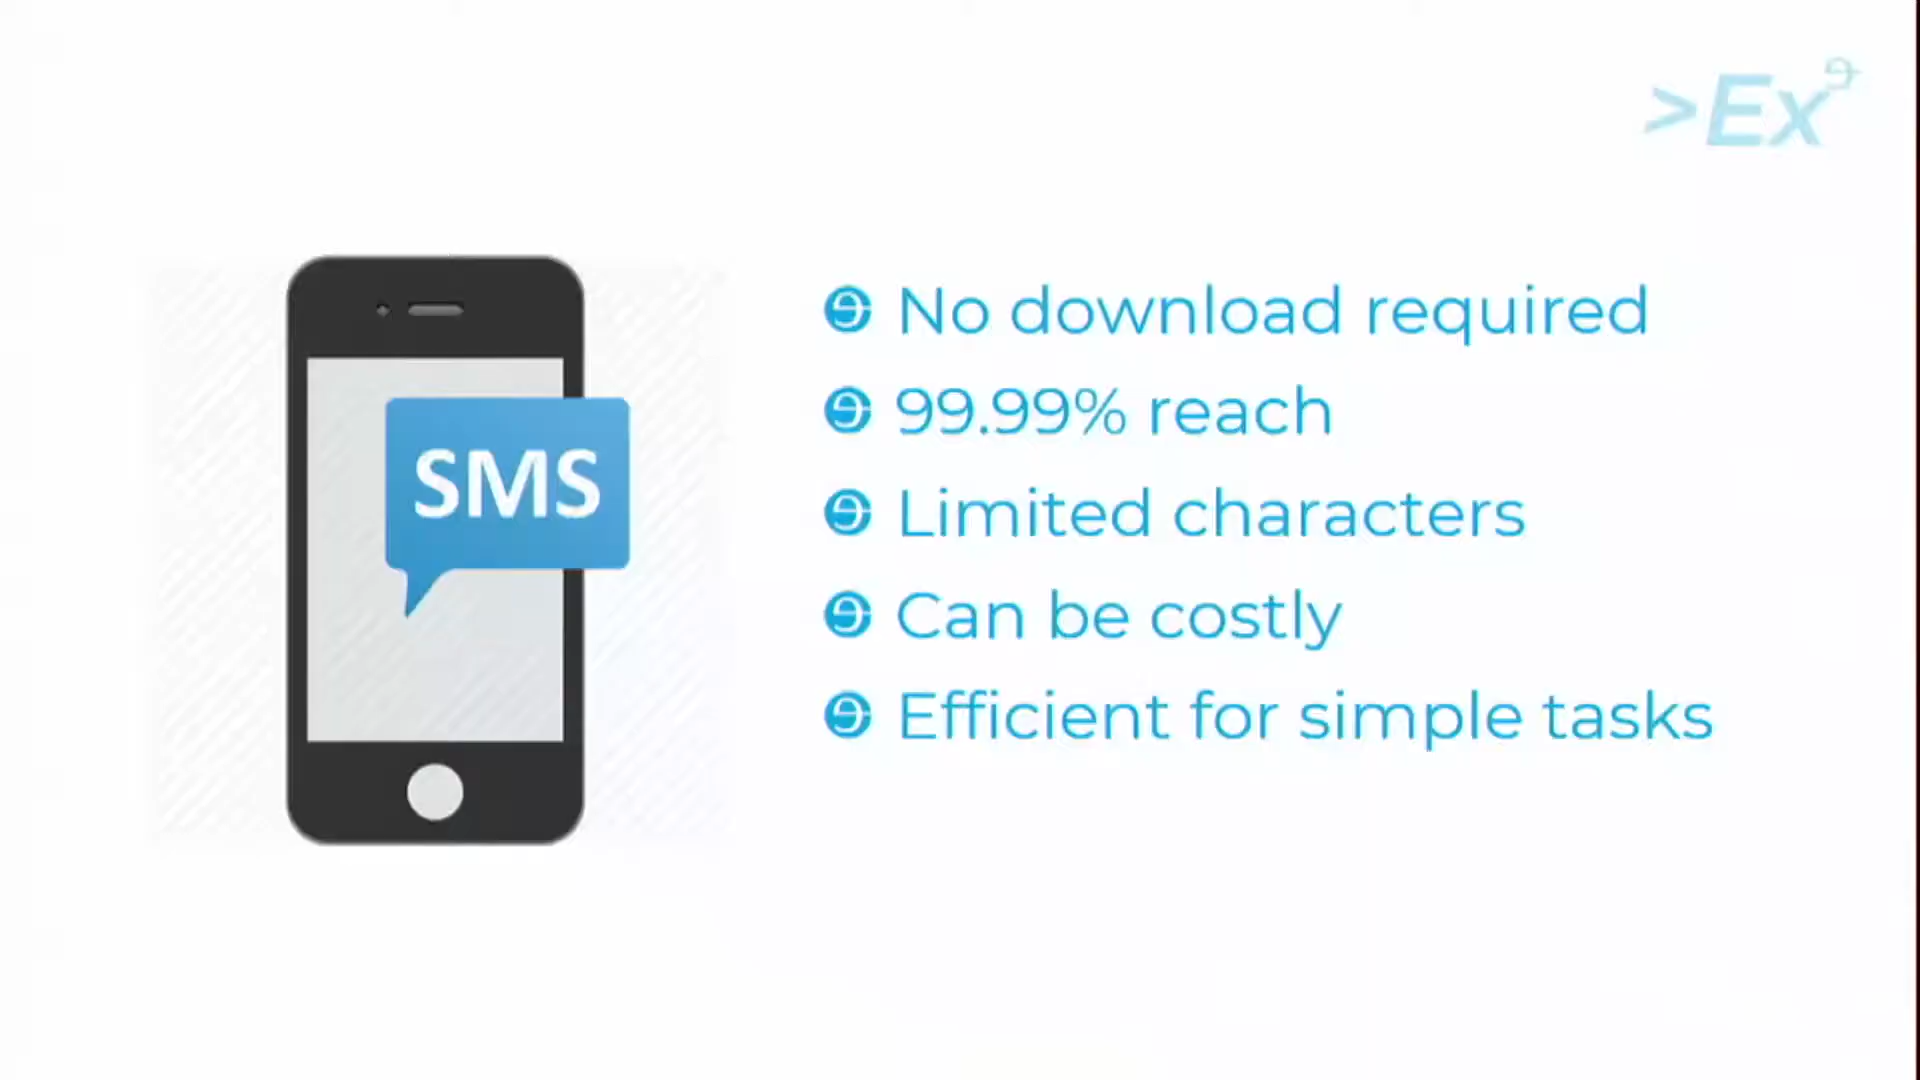 >Ex
SMS
No download required
99.99% reach
Limited characters
Can be costly
Efficient for simple tasks